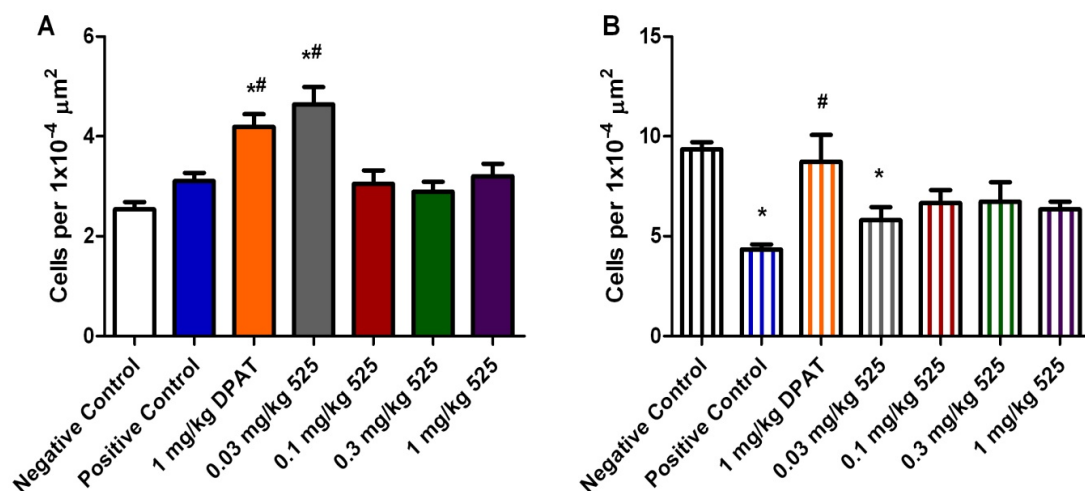 A
Cells per 1x10⁻⁴ μm²
6
4
2
0
*#
*#
Negative Control
Positive Control
1 mg/kg DPAT
0.03 mg/kg 525
0.1 mg/kg 525
0.3 mg/kg 525
1 mg/kg 525
B
Cells per 1x10⁻⁴ μm²
15
10
5
0
*
#
*
Negative Control
Positive Control
1 mg/kg DPAT
0.03 mg/kg 525
0.1 mg/kg 525
0.3 mg/kg 525
1 mg/kg 525